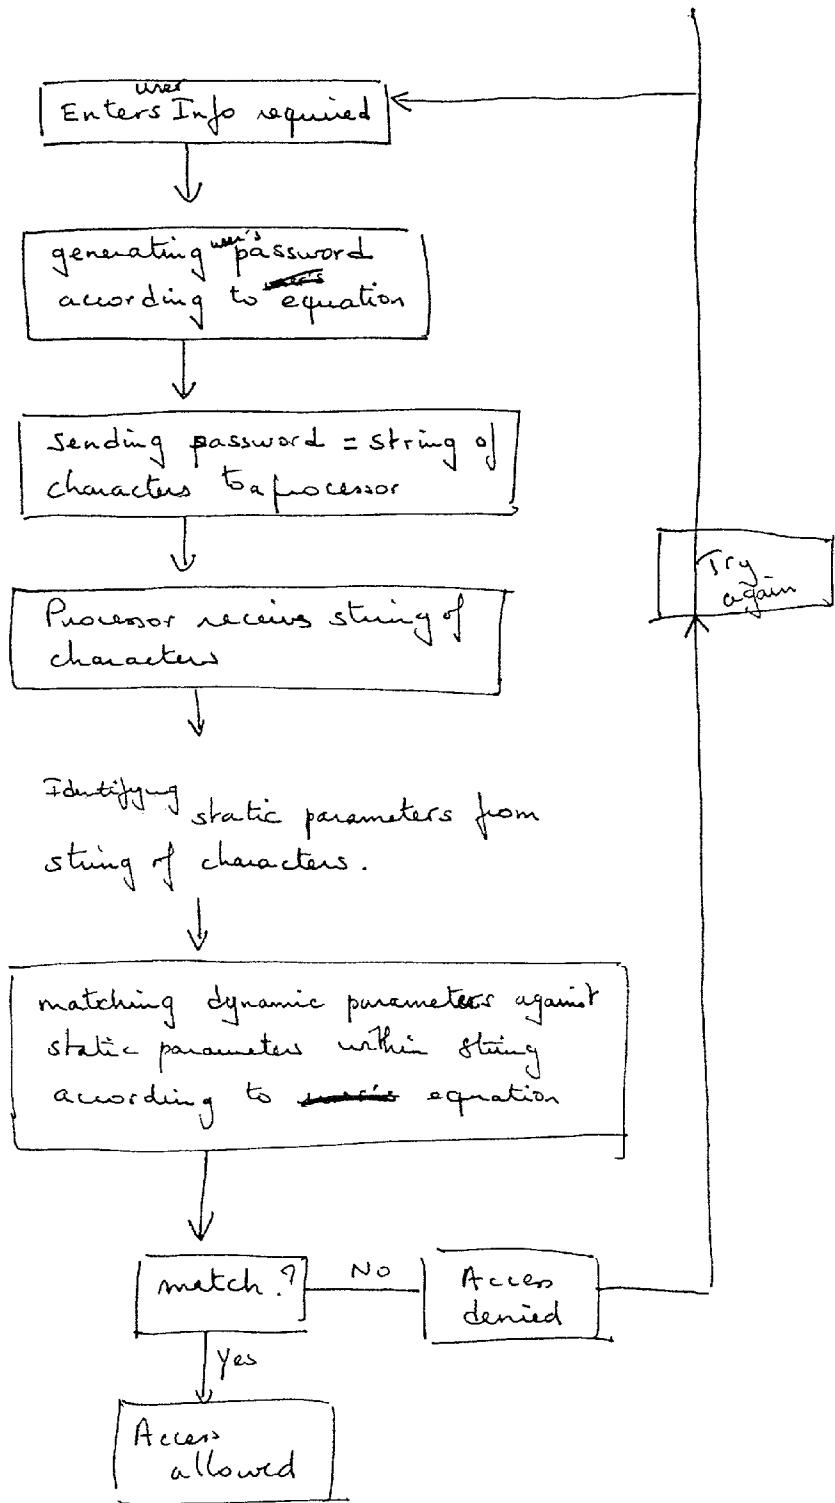 user
Enters Info required
generating user's password
according to equation
Sending password = string of
characters to a processor
Processor receives string of
characters
Identifying static parameters from
string of characters.
matching dynamic parameters against
static parameters within string
according to equation
match?
No
Access
denied
Try
again
Yes
Access
allowed